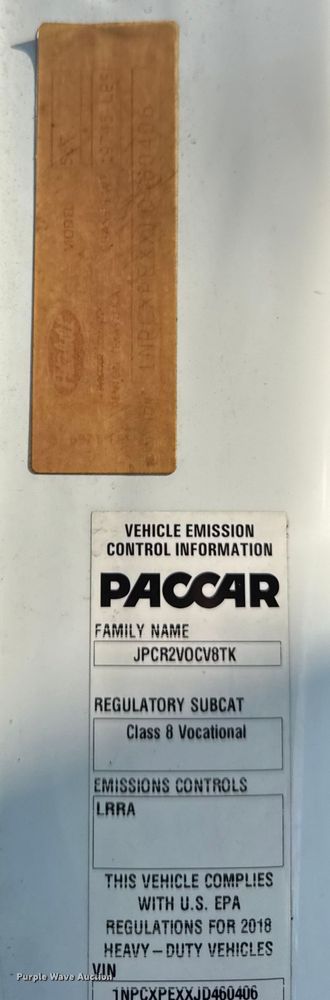 VEHICLE EMISSION
CONTROL INFORMATION
PACCAR
FAMILY NAME
JPCR2VOCV8TK
REGULATORY SUBCAT
Class 8 Vocational
EMISSIONS CONTROLS
LRRA
THIS VEHICLE COMPLIES
WITH U.S. EPA
REGULATIONS FOR 2018
HEAVY-DUTY VEHICLES
VIN
Purple Wave Auction
1NPCXPEXXJD460406